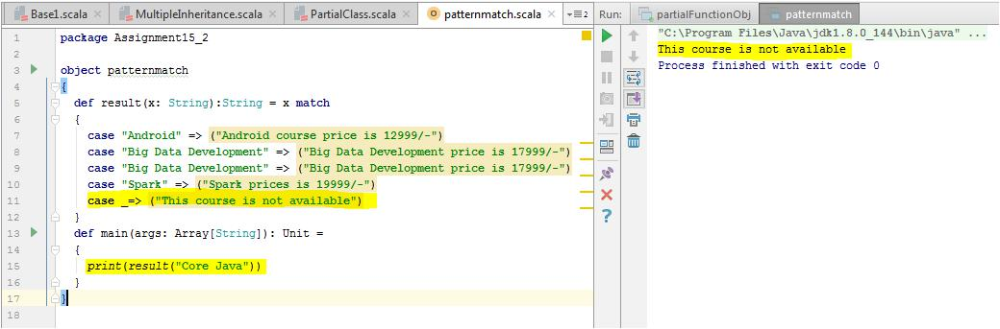 Base1.scala MultipleInheritance.scala PartialClass.scala patternmatch.scala 2 Run: partialFunctionObj patternmatch
1 package Assignment15_2
2
3 object patternmatch
4 {
5 def result(x: String):String = x match
6 {
7 case "Android" => ("Android course price is 12999/-")
8 case "Big Data Development" => ("Big Data Development price is 17999/-")
9 case "Big Data Development" => ("Big Data Development price is 17999/-")
10 case "Spark" => ("Spark prices is 19999/-")
11 case _=> ("This course is not available")
12 }
13 def main(args: Array[String]): Unit =
14 {
15 print(result("Core Java"))
16 }
17 }
18
"C:\Program Files\Java\jdk1.8.0_144\bin\java" ...
This course is not available
Process finished with exit code 0